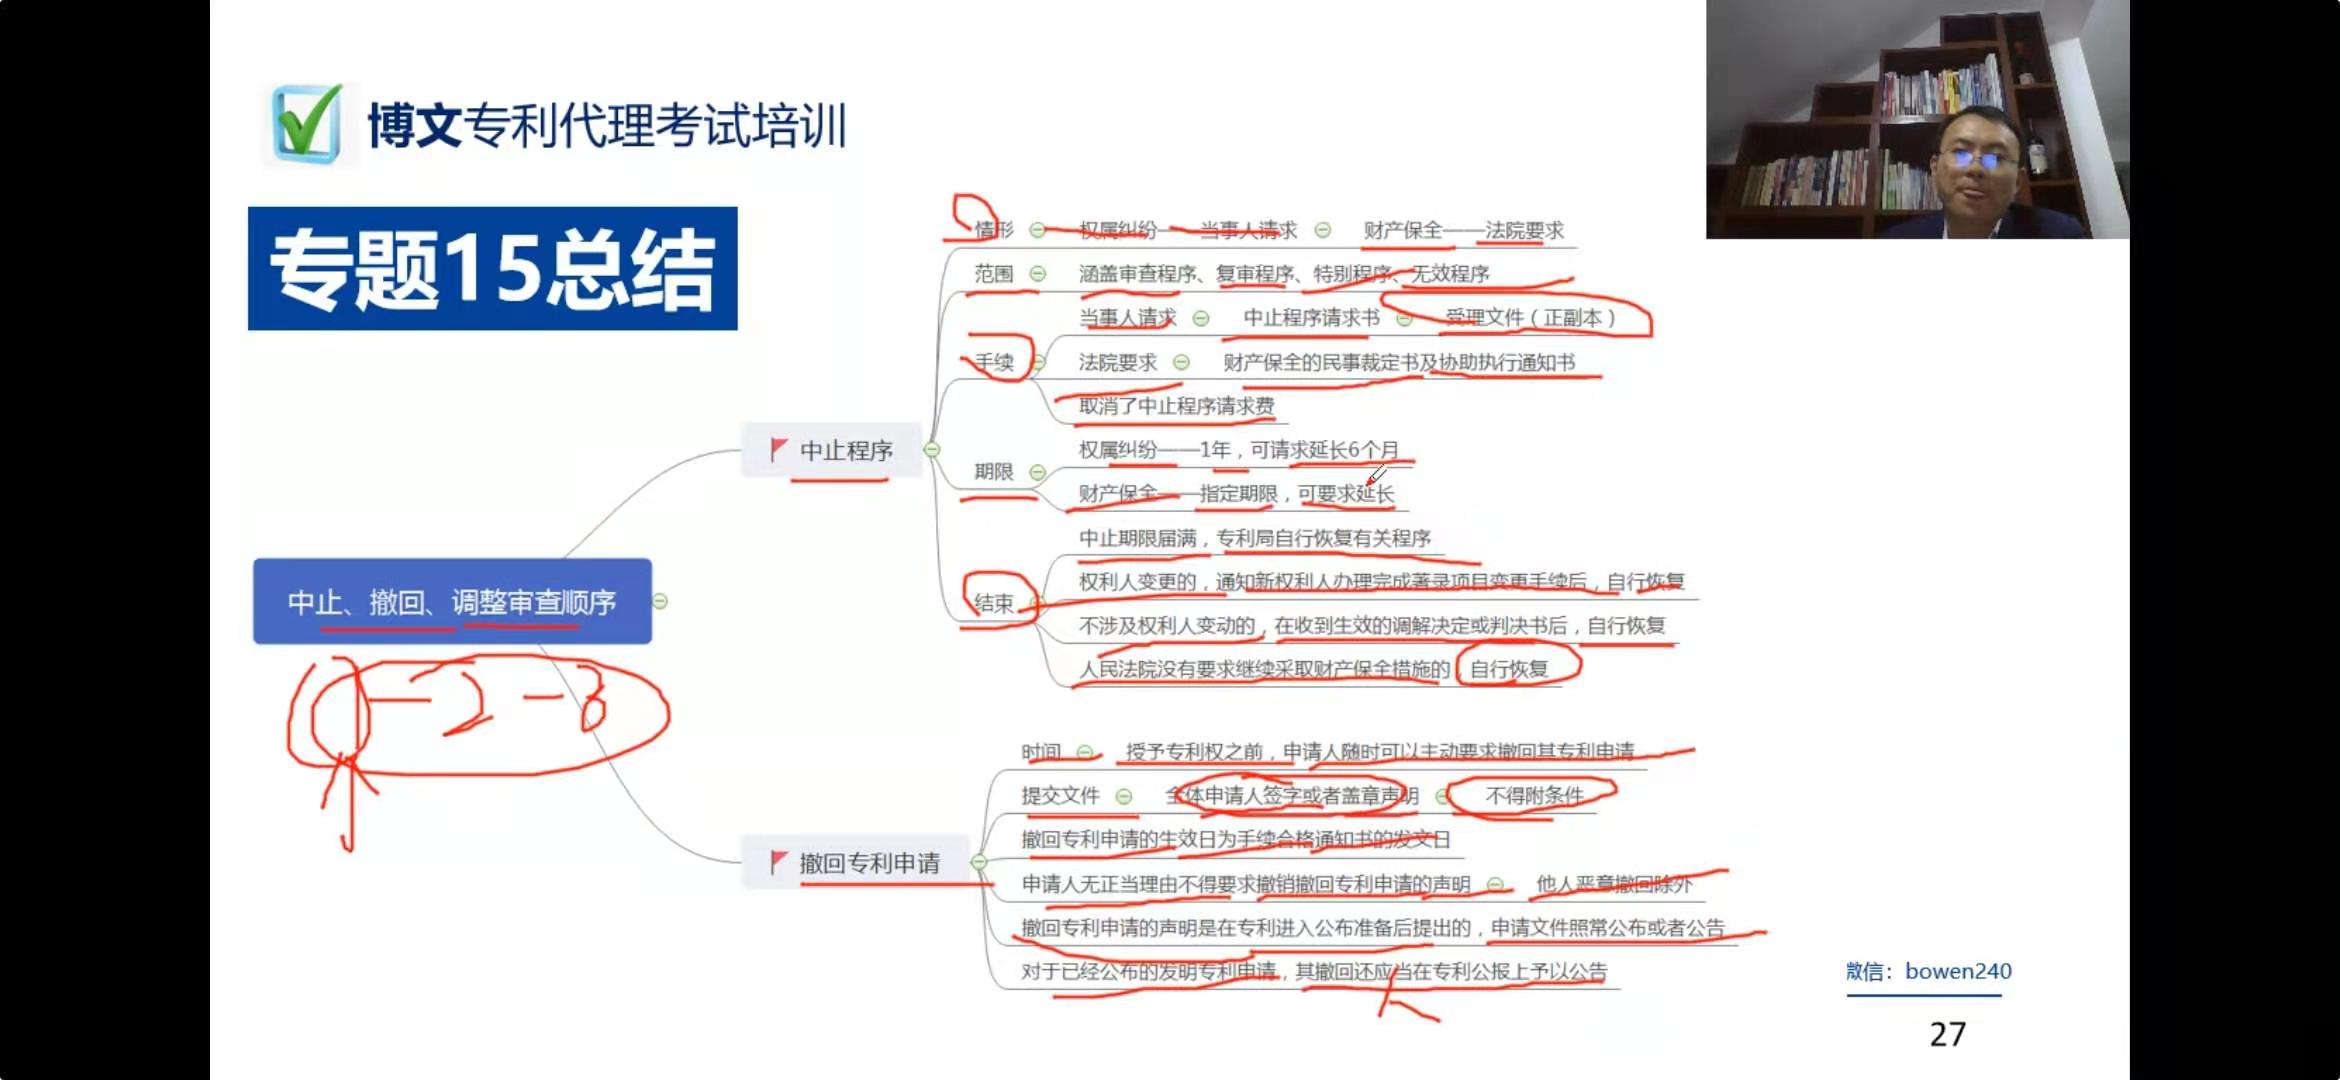 博文专利代理考试培训
专题15总结
中止、撤回、调整审查顺序
1-2-3
中止程序
情形 权属纠纷——当事人请求 财产保全——法院要求
范围 涵盖审查程序、复审程序、特别程序、无效程序
手续
当事人请求 中止程序请求书 受理文件（正副本）
法院要求 财产保全的民事裁定书及协助执行通知书
取消了中止程序请求费
期限
权属纠纷——1年，可请求延长6个月
财产保全——指定期限，可要求延长
结束
中止期限届满，专利局自行恢复有关程序
权利人变更的，通知新权利人办理完成著录项目变更手续后，自行恢复
不涉及权利人变动的，在收到生效的调解决定或判决书后，自行恢复
人民法院没有要求继续采取财产保全措施的，自行恢复
撤回专利申请
时间 授予专利权之前，申请人随时可以主动要求撤回其专利申请
提交文件 全体申请人签字或者盖章声明 不得附条件
撤回专利申请的生效日为手续合格通知书的发文日
申请人无正当理由不得要求撤销撤回专利申请的声明 他人恶意撤回除外
撤回专利申请的声明是在专利进入公布准备后提出的，申请文件照常公布或者公告
对于已经公布的发明专利申请，其撤回还应当在专利公报上予以公告
微信：bowen240
27